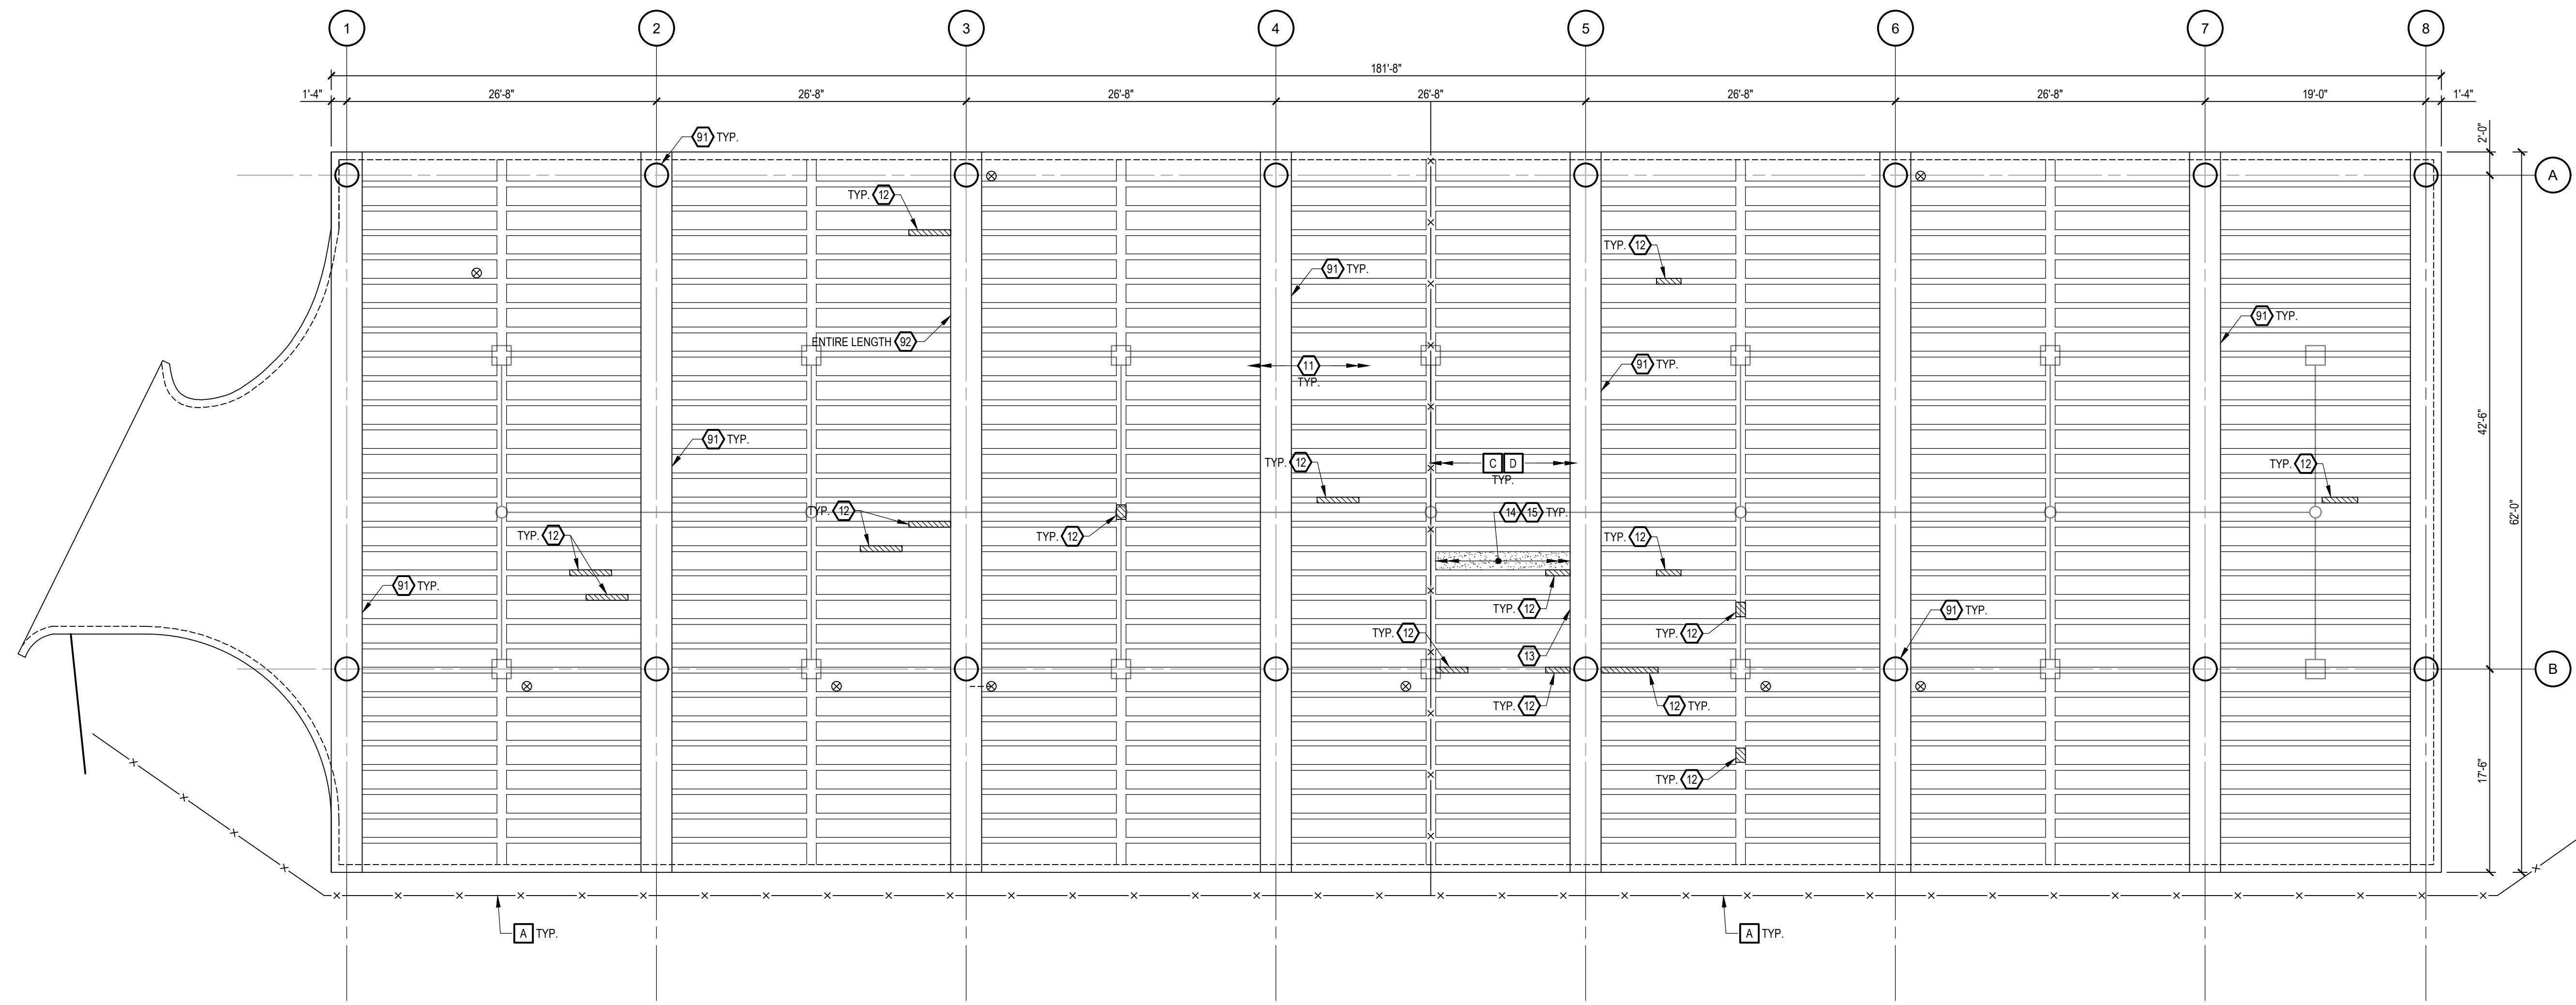 1 2 3 4 5 6 7 8
181'-8"
1'-4" 26'-8" 26'-8" 26'-8" 26'-8" 26'-8" 26'-8" 19'-0" 1'-4"
2'-0"
91 TYP.
A
TYP. 12
TYP. 12
91 TYP.
91 TYP.
ENTIRE LENGTH 92
11
TYP.
91 TYP.
42'-6"
91 TYP.
TYP. 12
C D
TYP.
TYP. 12
TYP. 12
14 15 TYP.
62'-0"
TYP. 12
TYP. 12
TYP. 12
91 TYP.
TYP. 12
91 TYP.
TYP. 12
TYP. 12
13
B
TYP. 12
12 TYP.
17'-6"
TYP. 12
A TYP.
A TYP.